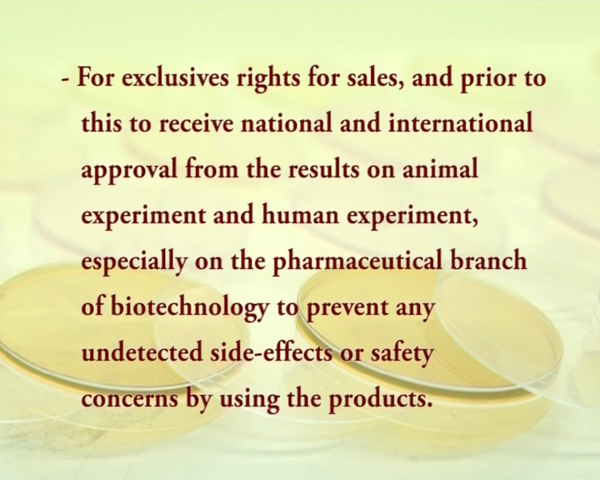 - For exclusives rights for sales, and prior to
this to receive national and international
approval from the results on animal
experiment and human experiment,
especially on the pharmaceutical branch
of biotechnology to prevent any
undetected side-effects or safety
concerns by using the products.